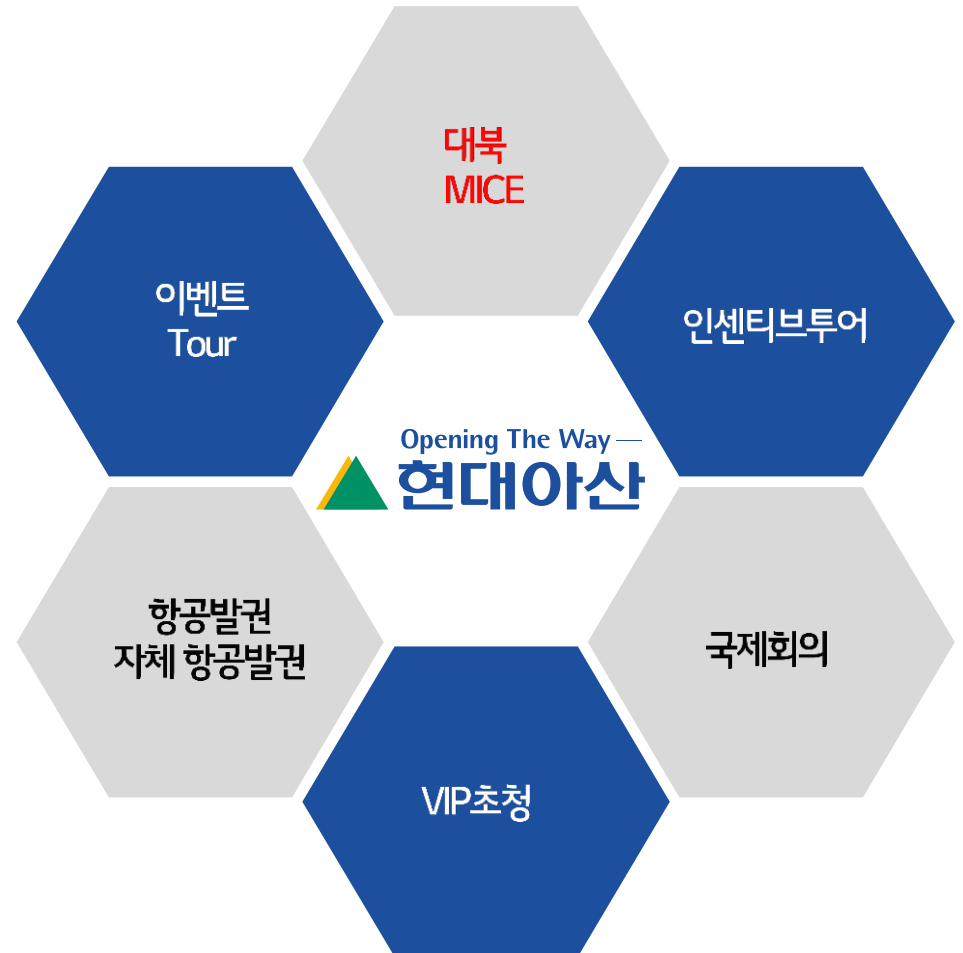 대북
MICE
이벤트
Tour
인센티브투어
Opening The Way
현대아산
항공발권
자체 항공발권
국제회의
VIP초청